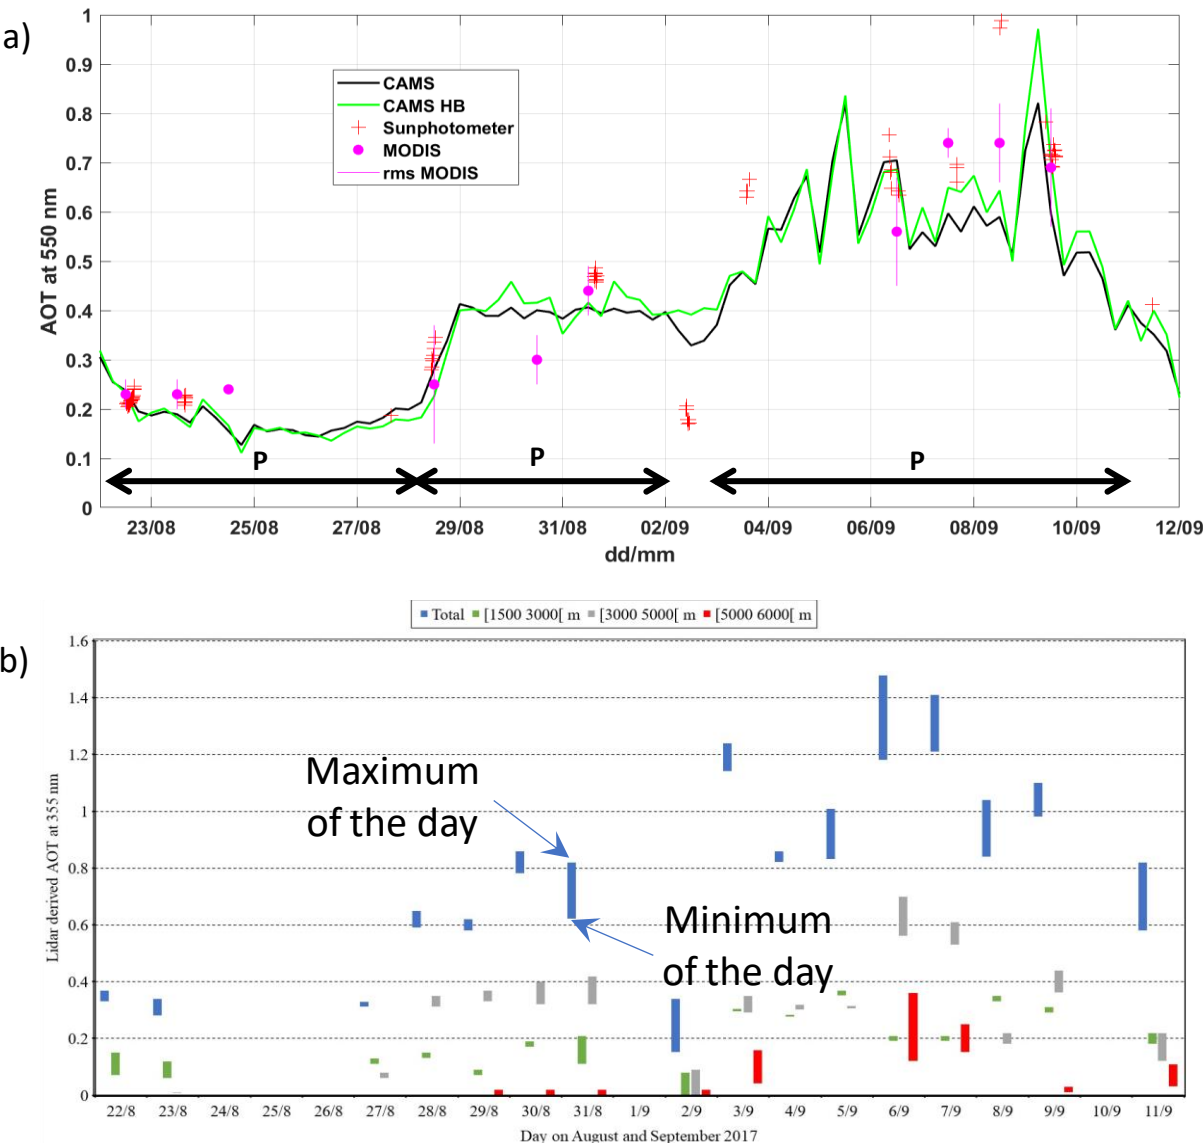 a)
1
0.9
0.8
0.7
0.6
0.5
0.4
0.3
0.2
0.1
0
AOT at 550 nm
CAMS
CAMS HB
Sunphotometer
MODIS
rms MODIS
P P P
23/08 25/08 27/08 29/08 31/08 02/09 04/09 06/09 08/09 10/09 12/09
dd/mm
Total [1500 3000[ m [3000 5000[ m [5000 6000[ m
b)
1.6
1.4
1.2
1
0.8
0.6
0.4
0.2
0
Lidar derived AOT at 355 nm
Maximum
of the day
Minimum
of the day
22/8 23/8 24/8 25/8 26/8 27/8 28/8 29/8 30/8 31/8 1/9 2/9 3/9 4/9 5/9 6/9 7/9 8/9 9/9 10/9 11/9
Day on August and September 2017